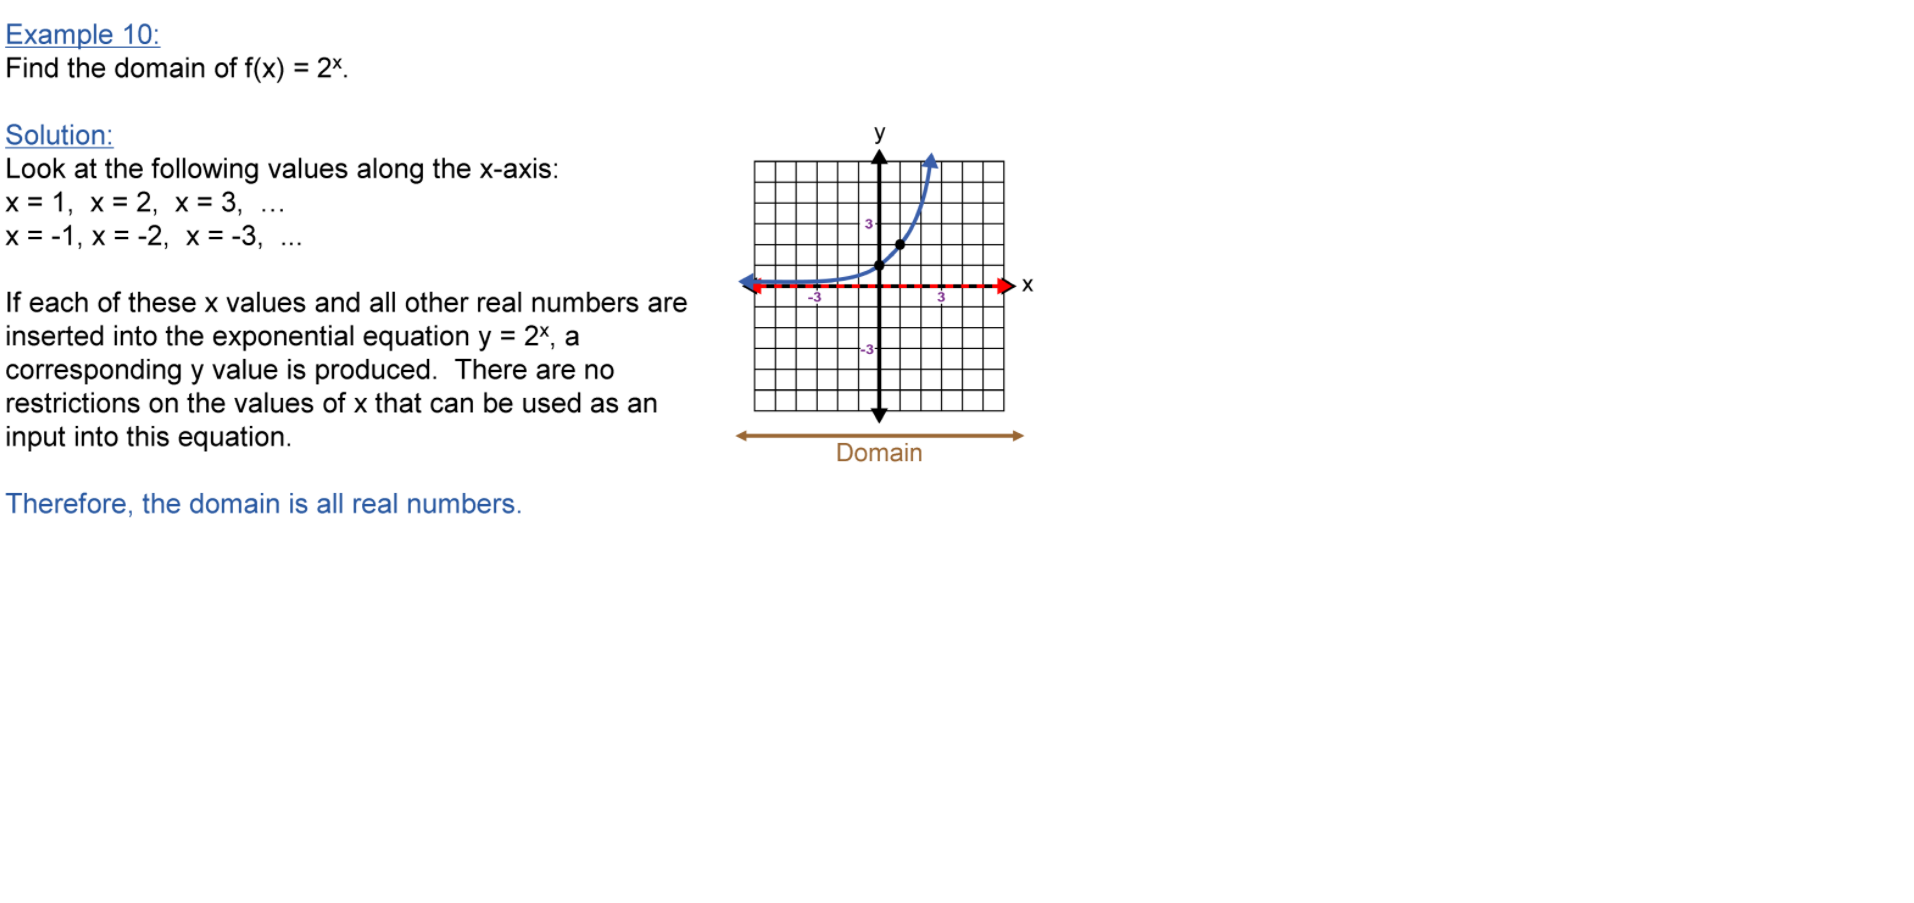 Example 10:
Find the domain of f(x) = 2ˣ.
Solution:
Look at the following values along the x-axis:
x = 1,  x = 2,  x = 3,  ...
x = -1, x = -2,  x = -3,  ...
If each of these x values and all other real numbers are
inserted into the exponential equation y = 2ˣ, a
corresponding y value is produced.  There are no
restrictions on the values of x that can be used as an
input into this equation.
Therefore, the domain is all real numbers.
y
3
x
-3
3
-3
Domain